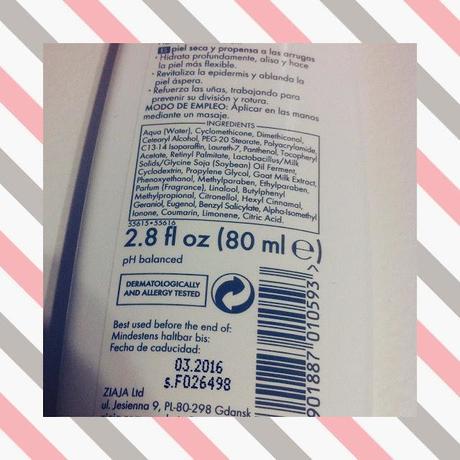 ES piel seca y propensa a las arrugas
• Hidrata profundamente, alisa y hace
la piel más flexible.
• Revitaliza la epidermis y ablanda la
piel áspera.
• Refuerza las uñas, trabajando para
prevenir su división y rotura.
MODO DE EMPLEO: Aplicar en las manos
mediante un masaje.
INGREDIENTS
Aqua (Water), Cyclomethicone, Dimethiconol,
Cetearyl Alcohol, PEG-20 Stearate, Polyacrylamide,
C13-14 Isoparaffin, Laureth-7, Panthenol, Tocopheryl
Acetate, Retinyl Palmitate, Lactobacillus/Milk
Solids/Glycine Soja (Soybean) Oil Ferment,
Cyclodextrin, Propylene Glycol, Goat Milk Extract,
Phenoxyethanol, Methylparaben, Ethylparaben,
Parfum (Fragrance), Linalool, Butylphenyl
Methylpropional, Citronellol, Hexyl Cinnamal,
Geraniol, Eugenol, Benzyl Salicylate, Alpha-Isomethyl
Ionone, Coumarin, Limonene, Citric Acid.
55615•55616
2.8 fl oz (80 ml ℮)
pH balanced
DERMATOLOGICALLY
AND ALLERGY TESTED
Best used before the end of:
Mindestens haltbar bis:
Fecha de caducidad:
03.2016
s.F026498
ZIAJA Ltd
ul. Jesienna 9, PL-80-298 Gdansk
901887 010593 >